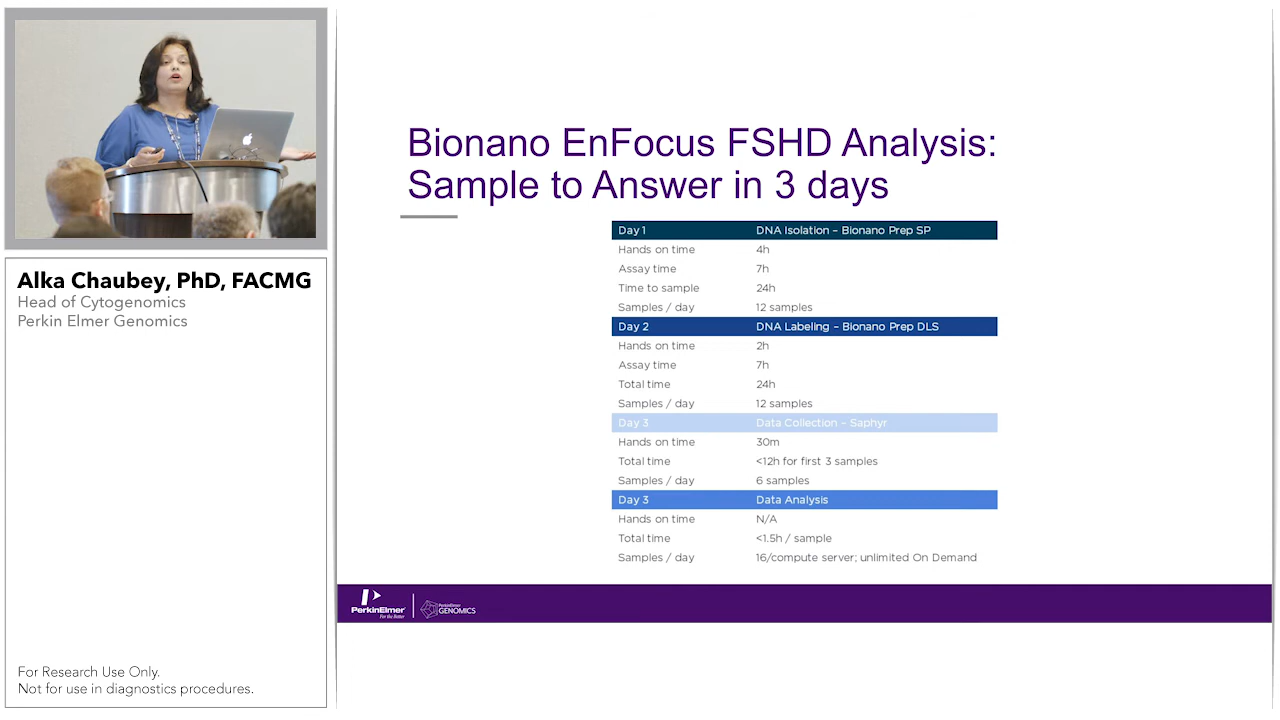 Bionano EnFocus FSHD Analysis:
Sample to Answer in 3 days
Day 1 DNA Isolation – Bionano Prep SP
Hands on time 4h
Assay time 7h
Time to sample 24h
Samples / day 12 samples
Day 2 DNA Labeling – Bionano Prep DLS
Hands on time 2h
Assay time 7h
Total time 24h
Samples / day 12 samples
Day 3 Data Collection – Saphyr
Hands on time 30m
Total time <12h for first 3 samples
Samples / day 6 samples
Day 3 Data Analysis
Hands on time N/A
Total time <1.5h / sample
Samples / day 16/compute server; unlimited On Demand
PerkinElmer
For the Better
PerkinElmer
GENOMICS
Alka Chaubey, PhD, FACMG
Head of Cytogenomics
Perkin Elmer Genomics
For Research Use Only.
Not for use in diagnostics procedures.